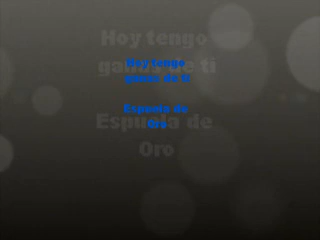 Hoy tengo
ganas de ti
Hoy tengo
ganas de ti
Espuela de
Oro
Espuela de
Oro